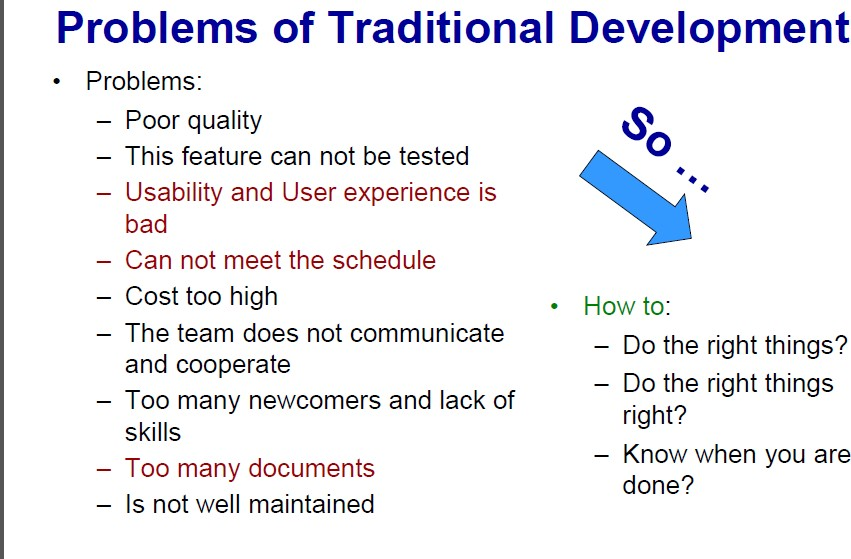 Problems of Traditional Development
• Problems:
– Poor quality
– This feature can not be tested
– Usability and User experience is
bad
– Can not meet the schedule
– Cost too high
– The team does not communicate
and cooperate
– Too many newcomers and lack of
skills
– Too many documents
– Is not well maintained
So ...
• How to:
– Do the right things?
– Do the right things
right?
– Know when you are
done?